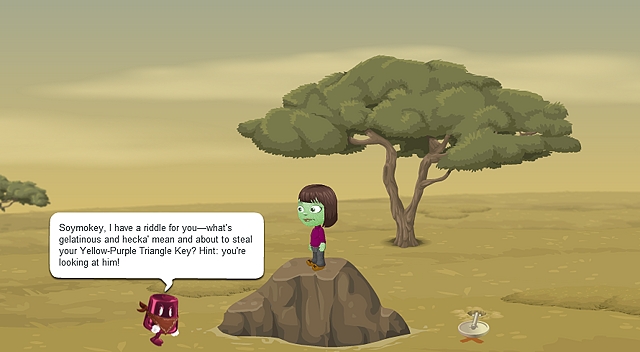 Soymokey, I have a riddle for you—what's
gelatinous and hecka' mean and about to steal
your Yellow-Purple Triangle Key? Hint: you're
looking at him!